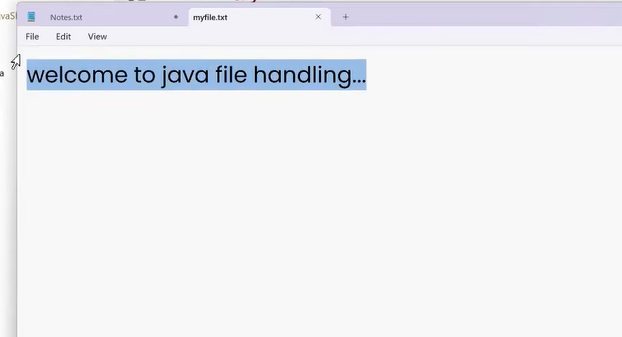 Notes.txt
myfile.txt
File Edit View
welcome to java file handling...